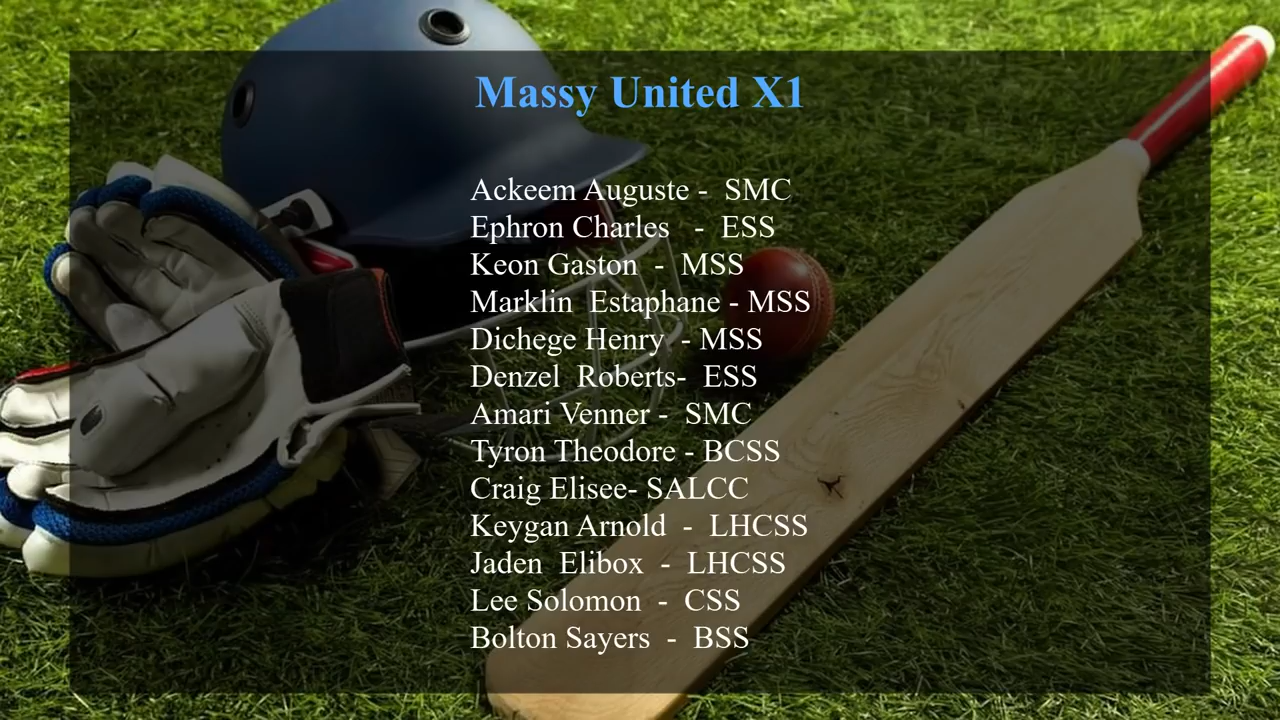 Massy United X1
Ackeem Auguste -  SMC
Ephron Charles   -  ESS
Keon Gaston  -  MSS
Marklin  Estaphane - MSS
Dichege Henry  - MSS
Denzel  Roberts-  ESS
Amari Venner -  SMC
Tyron Theodore - BCSS
Craig Elisee- SALCC
Keygan Arnold  -  LHCSS
Jaden  Elibox  -  LHCSS
Lee Solomon  -  CSS
Bolton Sayers  -  BSS